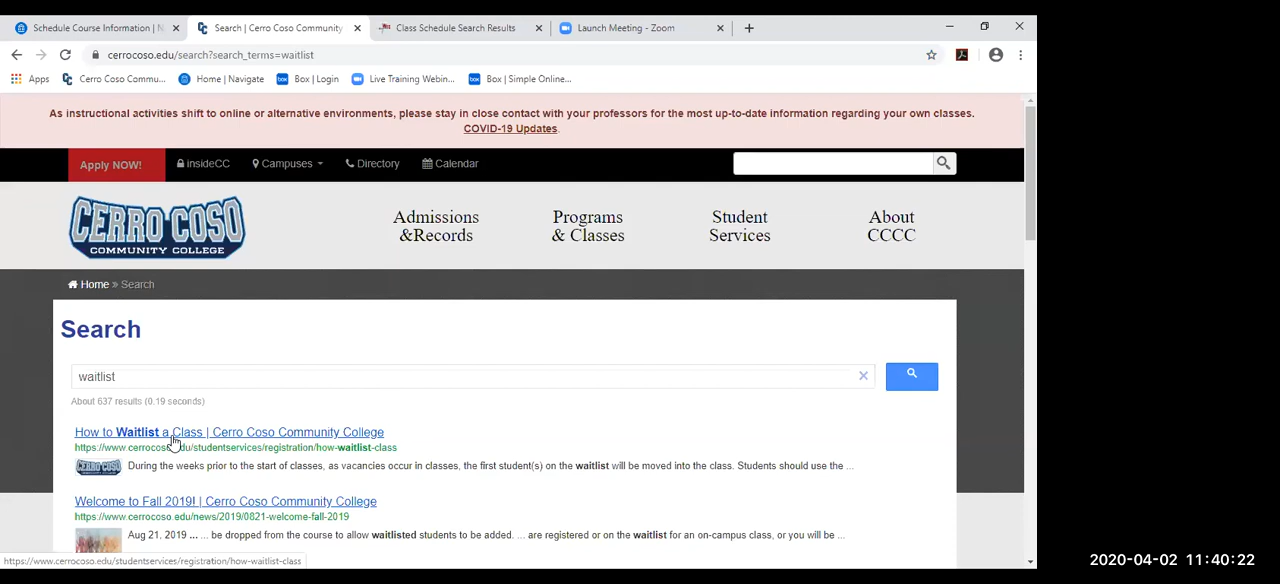 Schedule Course Information | N
Search | Cerro Coso Community
Class Schedule Search Results
Launch Meeting - Zoom
cerrocoso.edu/search?search_terms=waitlist
Apps
Cerro Coso Commu...
Home | Navigate
Box | Login
Live Training Webin...
Box | Simple Online...
As instructional activities shift to online or alternative environments, please stay in close contact with your professors for the most up-to-date information regarding your own classes.
COVID-19 Updates.
Apply NOW!
insideCC
Campuses
Directory
Calendar
CERRO COSO
COMMUNITY COLLEGE
Admissions
&Records
Programs
& Classes
Student
Services
About
CCCC
Home » Search
Search
waitlist
About 637 results (0.19 seconds)
How to Waitlist a Class | Cerro Coso Community College
https://www.cerrocoso.edu/studentservices/registration/how-waitlist-class
CERRO COSO
During the weeks prior to the start of classes, as vacancies occur in classes, the first student(s) on the waitlist will be moved into the class. Students should use the ...
Welcome to Fall 2019! | Cerro Coso Community College
https://www.cerrocoso.edu/news/2019/0821-welcome-fall-2019
Aug 21, 2019 ... ... be dropped from the course to allow waitlisted students to be added. ... are registered or on the waitlist for an on-campus class, or you will be ...
https://www.cerrocoso.edu/studentservices/registration/how-waitlist-class
2020-04-02 11:40:22